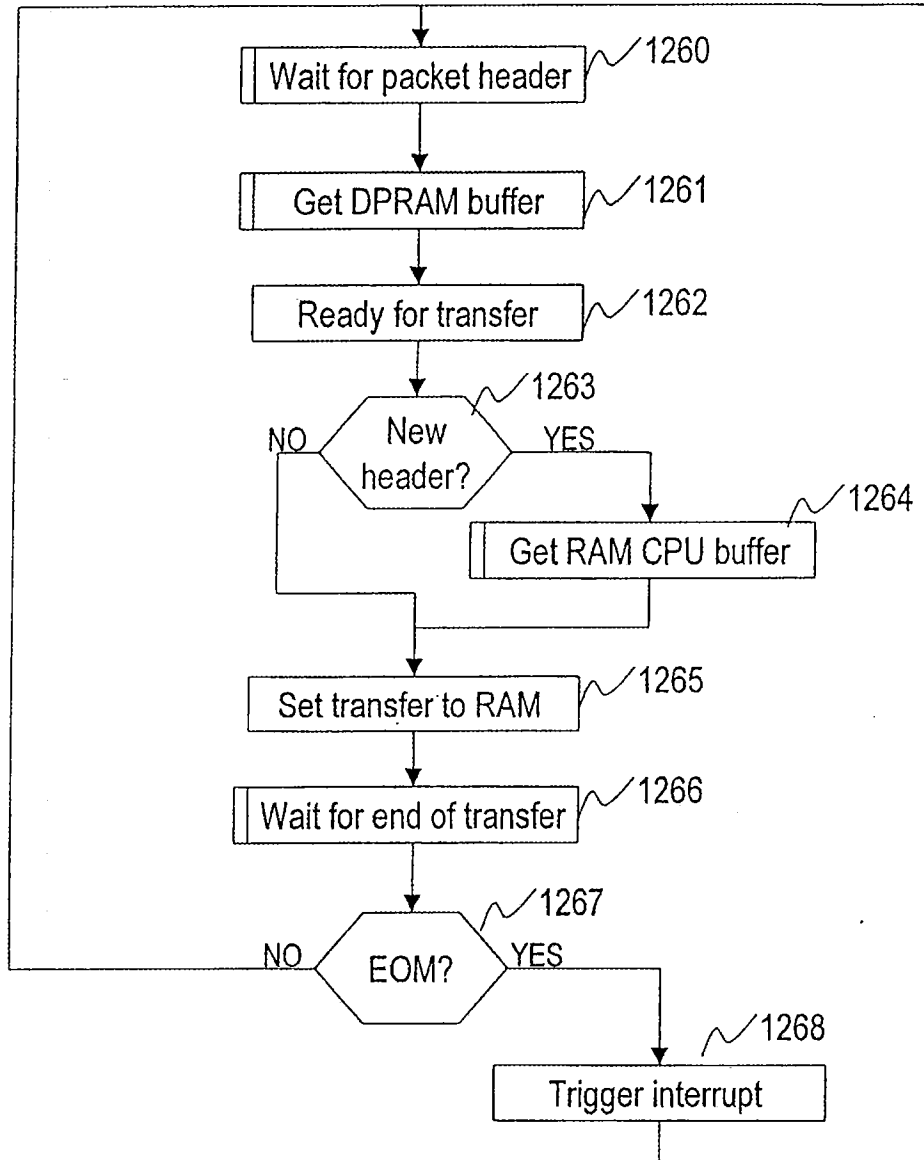 Wait for packet header
1260
Get DPRAM buffer
1261
Ready for transfer
1262
1263
New
header?
NO
YES
1264
Get RAM CPU buffer
Set transfer to RAM
1265
Wait for end of transfer
1266
1267
NO
EOM?
YES
1268
Trigger interrupt